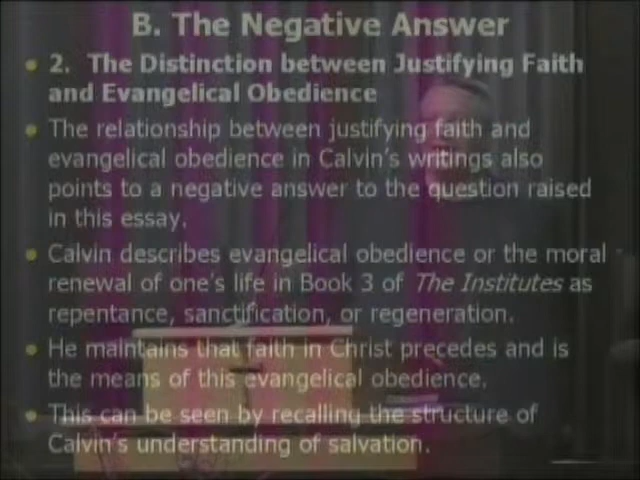 B. The Negative Answer
• 2. The Distinction between Justifying Faith
and Evangelical Obedience
• The relationship between justifying faith and
evangelical obedience in Calvin's writings also
points to a negative answer to the question raised
in this essay.
• Calvin describes evangelical obedience or the moral
renewal of one's life in Book 3 of The Institutes as
repentance, sanctification, or regeneration.
• He maintains that faith in Christ precedes and is
the means of this evangelical obedience.
• This can be seen by recalling the structure of
Calvin's understanding of salvation.